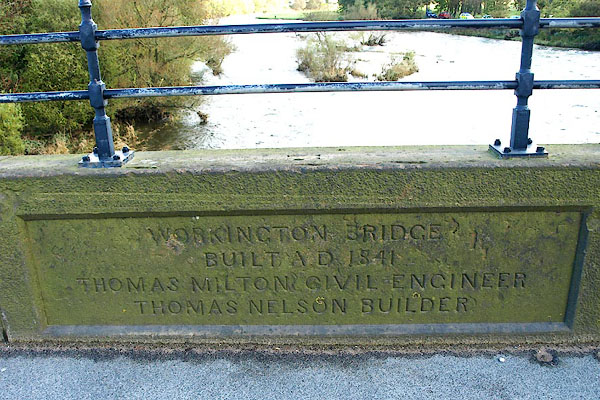 WORKINGTON BRIDGE
BUILT A.D. 1841
THOMAS MILTON CIVIL ENGINEER
THOMAS NELSON BUILDER